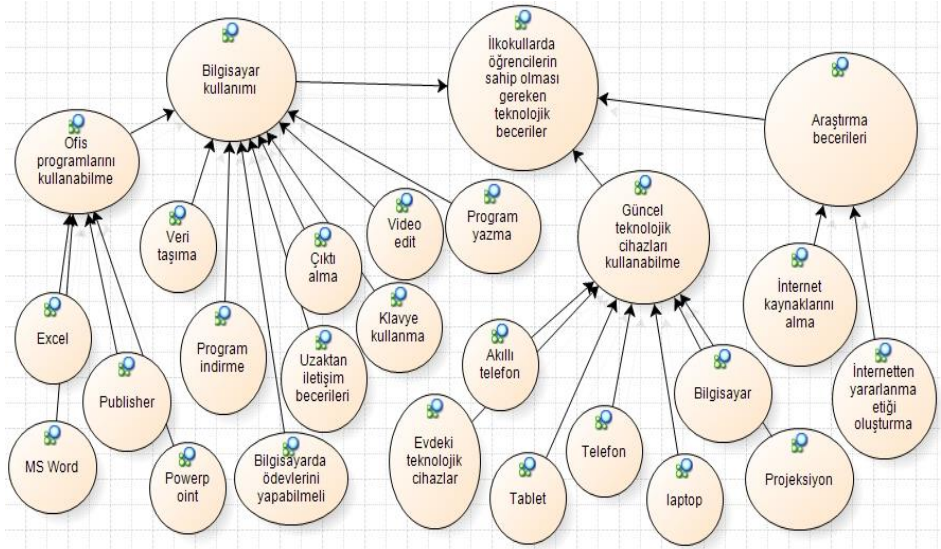 Bilgisayar
kullanımı
İlkokullarda
öğrencilerin
sahip olması
gereken
teknolojik
beceriler
Araştırma
becerileri
Ofis
programlarını
kullanabilme
Güncel
teknolojik
cihazları
kullanabilme
Veri
taşıma
Çıktı
alma
Video
edit
Program
yazma
Excel
Program
indirme
Uzaktan
iletişim
becerileri
Klavye
kullanma
Akıllı
telefon
İnternet
kaynaklarını
alma
Publisher
Bilgisayar
İnternetten
yararlanma
etiği
oluşturma
MS Word
Powerp
oint
Bilgisayarda
ödevlerini
yapabilmeli
Evdeki
teknolojik
cihazlar
Tablet
Telefon
laptop
Projeksiyon